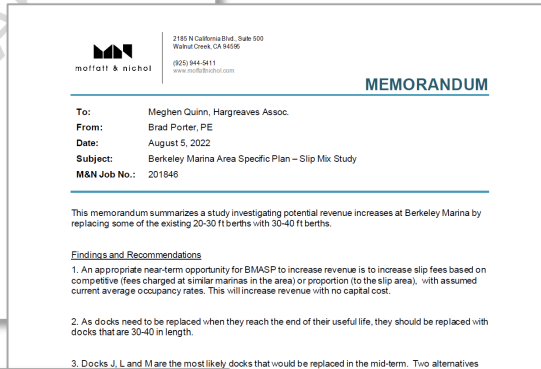 2185 N California Blvd., Suite 500
Walnut Creek, CA 94596
(925) 944-5411
www.moffattnichol.com
moffatt & nichol
MEMORANDUM
To: Meghen Quinn, Hargreaves Assoc.
From: Brad Porter, PE
Date: August 5, 2022
Subject: Berkeley Marina Area Specific Plan – Slip Mix Study
M&N Job No.: 201846
This memorandum summarizes a study investigating potential revenue increases at Berkeley Marina by
replacing some of the existing 20-30 ft berths with 30-40 ft berths.
Findings and Recommendations
1. An appropriate near-term opportunity for BMASP to increase revenue is to increase slip fees based on
competitive (fees charged at similar marinas in the area) or proportion (to the slip area), with assumed
current average occupancy rates. This will increase revenue with no capital cost.
2. As docks need to be replaced when they reach the end of their useful life, they should be replaced with
docks that are 30-40 in length.
3. Docks J, L and M are the most likely docks that would be replaced in the mid-term. Two alternatives